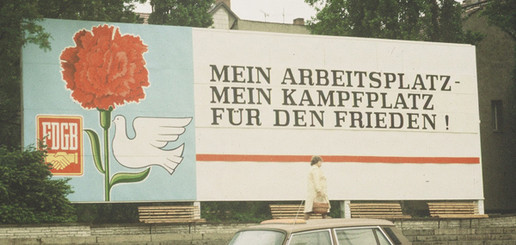 FDGB
MEIN ARBEITSPLATZ-
MEIN KAMPFPLATZ
FÜR DEN FRIEDEN !